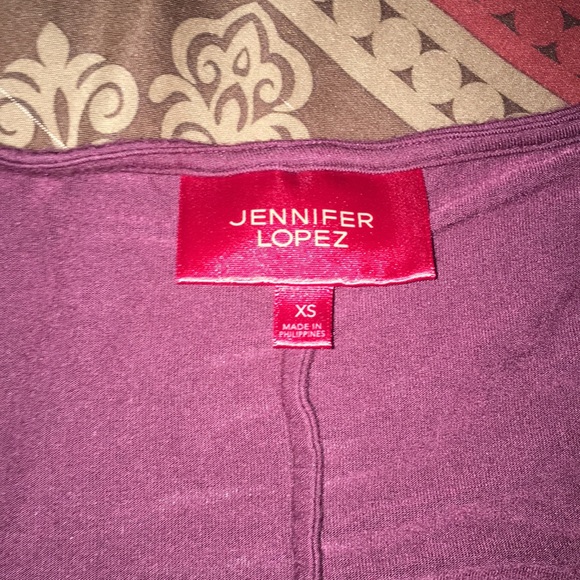 JENNIFER
LOPEZ
XS
MADE IN
PHILIPPINES